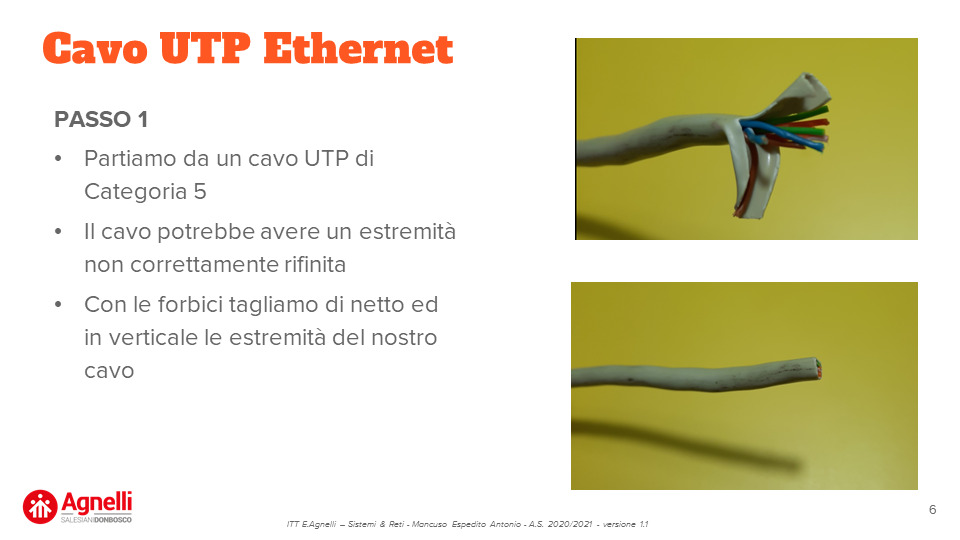 Cavo UTP Ethernet
PASSO 1
• Partiamo da un cavo UTP di
Categoria 5
• Il cavo potrebbe avere un estremità
non correttamente rifinita
• Con le forbici tagliamo di netto ed
in verticale le estremità del nostro
cavo
Agnelli
SALESIANIDONBOSCO
ITT E.Agnelli – Sistemi & Reti - Mancuso Espedito Antonio - A.S. 2020/2021 - versione 1.1
6